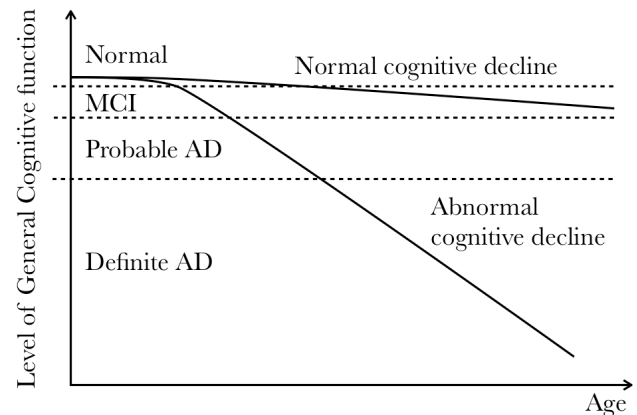 Level of General Cognitive function
Normal
Normal cognitive decline
MCI
Probable AD
Abnormal
cognitive decline
Definite AD
Age